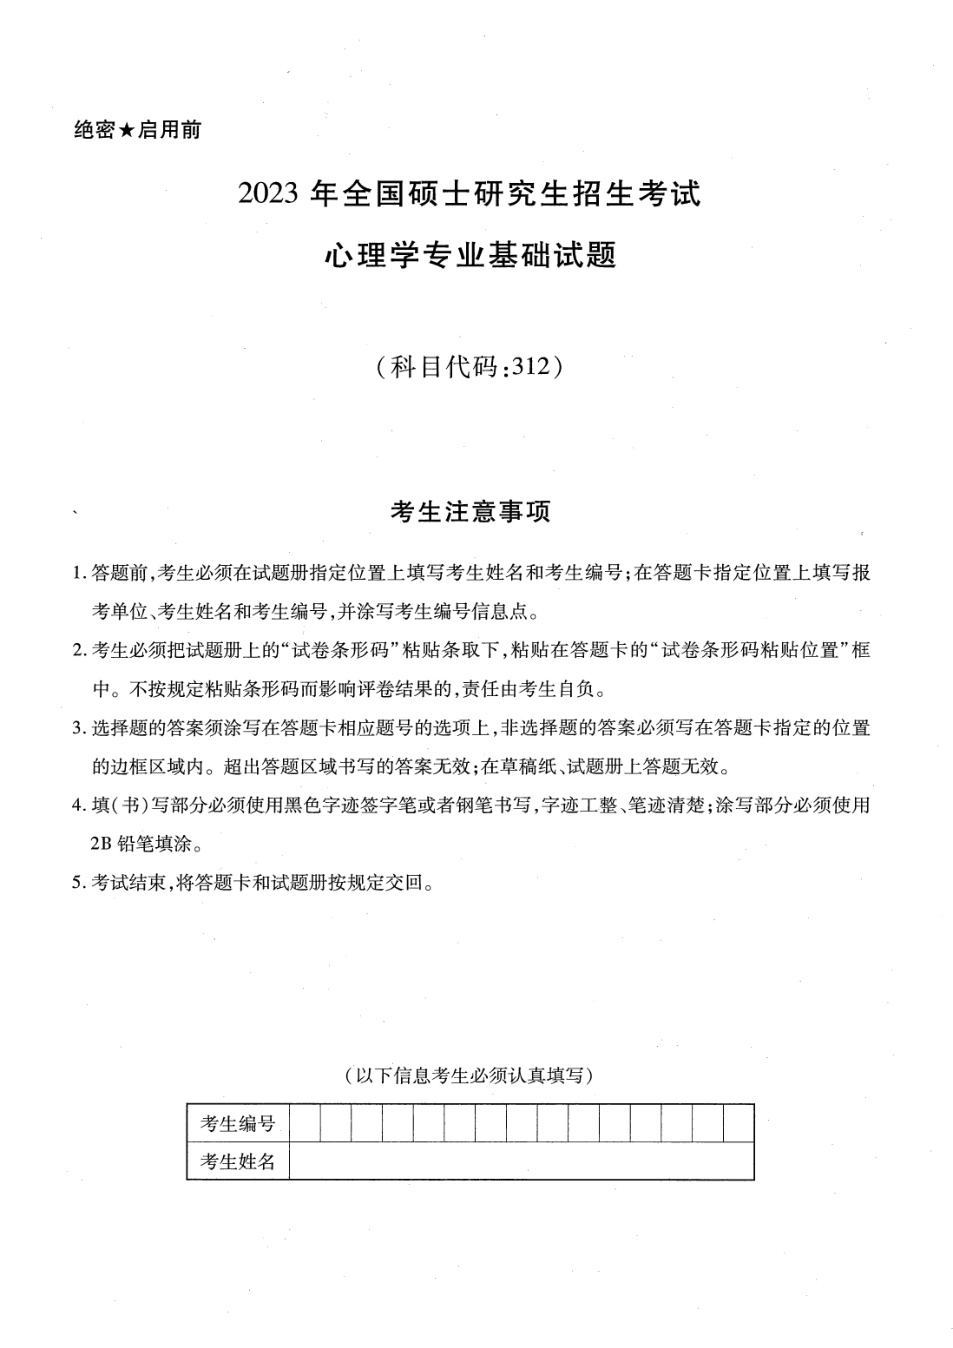 绝密★启用前
2023 年全国硕士研究生招生考试
心理学专业基础试题
(科目代码:312)
考生注意事项
1. 答题前,考生必须在试题册指定位置上填写考生姓名和考生编号;在答题卡指定位置上填写报
考单位、考生姓名和考生编号,并涂写考生编号信息点。
2. 考生必须把试题册上的“试卷条形码”粘贴条取下,粘贴在答题卡的“试卷条形码粘贴位置”框
中。不按规定粘贴条形码而影响评卷结果的,责任由考生自负。
3. 选择题的答案须涂写在答题卡相应题号的选项上,非选择题的答案必须写在答题卡指定的位置
的边框区域内。超出答题区域书写的答案无效;在草稿纸、试题册上答题无效。
4. 填(书)写部分必须使用黑色字迹签字笔或者钢笔书写,字迹工整、笔迹清楚;涂写部分必须使用
2B 铅笔填涂。
5. 考试结束,将答题卡和试题册按规定交回。
(以下信息考生必须认真填写)
考生编号
考生姓名